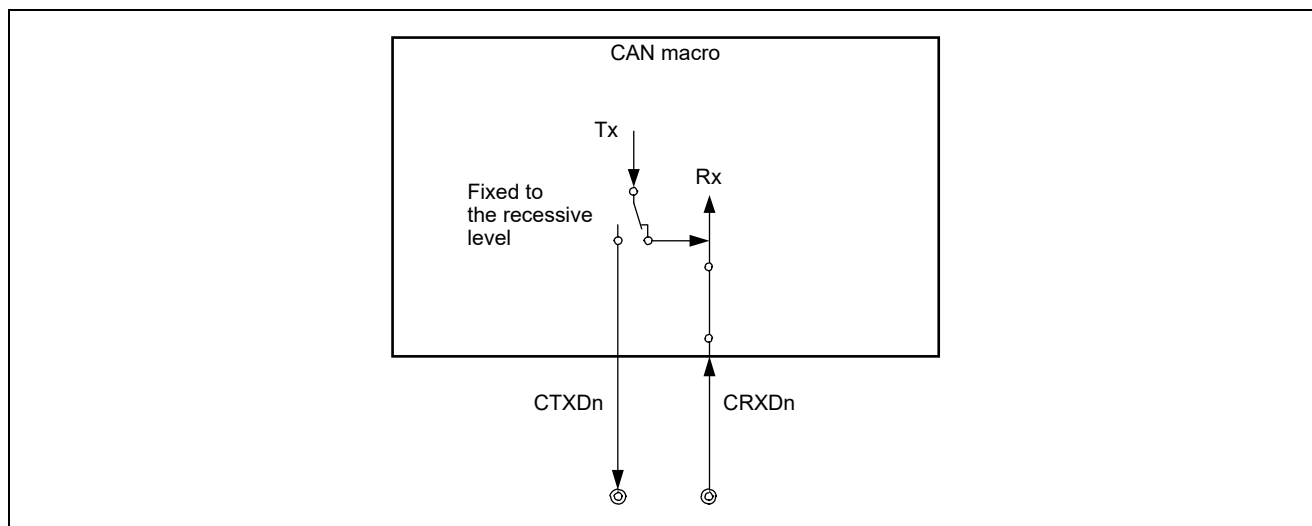 CAN macro
Tx
Rx
Fixed to
the recessive
level
CTXDn
CRXDn